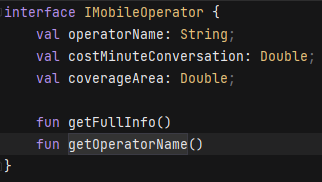 interface IMobileOperator {
val operatorName: String;
val costMinuteConversation: Double;
val coverageArea: Double;
fun getFullInfo()
fun getOperatorName()
}